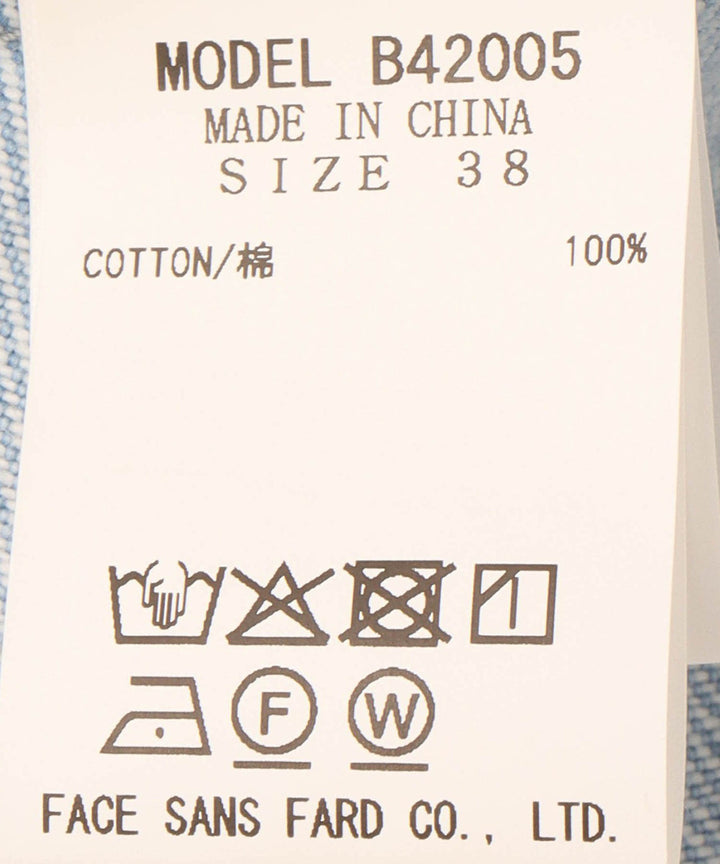 MODEL B42005
MADE IN CHINA
SIZE 38
COTTON/棉 100%
F W
FACE SANS FARD CO., LTD.